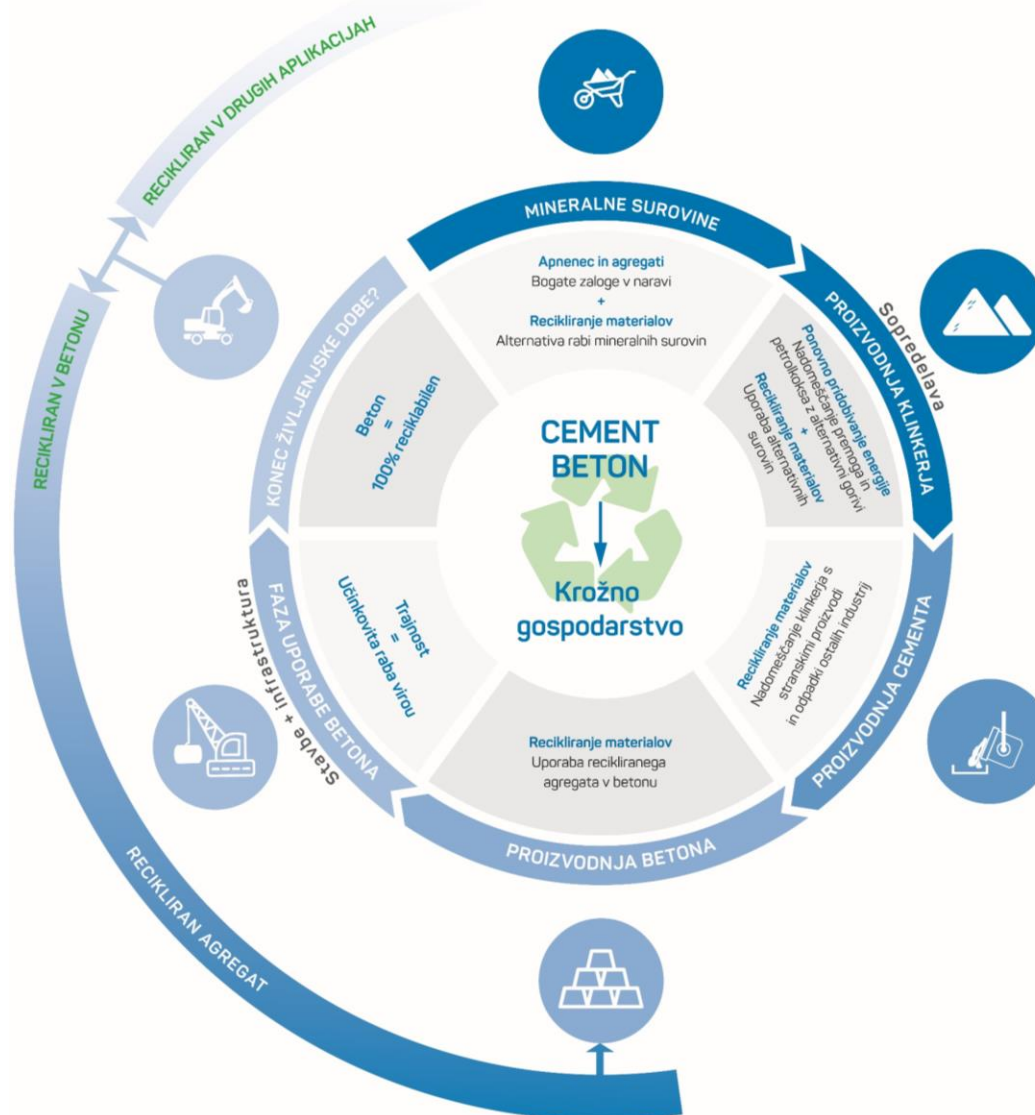 RECIKLIRAN V DRUGIH APLIKACIJAH
RECIKLIRAN V BETONU
RECIKLIRAN AGREGAT
MINERALNE SUROVINE
Apnenec in agregati
Bogate zaloge v naravi
+
Recikliranje materialov
Alternativa rabi mineralnih surovin
PROIZVODNJA KLINKERJA
Sopredelava
Ponovno pridobivanje energije
Nadomeščanje premoga in
petrolkoksa z alternativni gorivi
+
Recikliranje materialov
Uporaba alternativnih
surovin
PROIZVODNJA CEMENTA
Recikliranje materialov
Nadomeščanje klinkerja s
stranskimi proizvodi
in odpadki ostalih industrij
PROIZVODNJA BETONA
Recikliranje materialov
Uporaba recikliranega
agregata v betonu
FAZA UPORABE BETONA
Stavbe + infrastruktura
Trajnost
=
Učinkovita raba virou
KONEC ŽIVLJENJSKE DOBE?
Beton
=
100% reciklabilen
CEMENT
BETON
Krožno
gospodarstvo